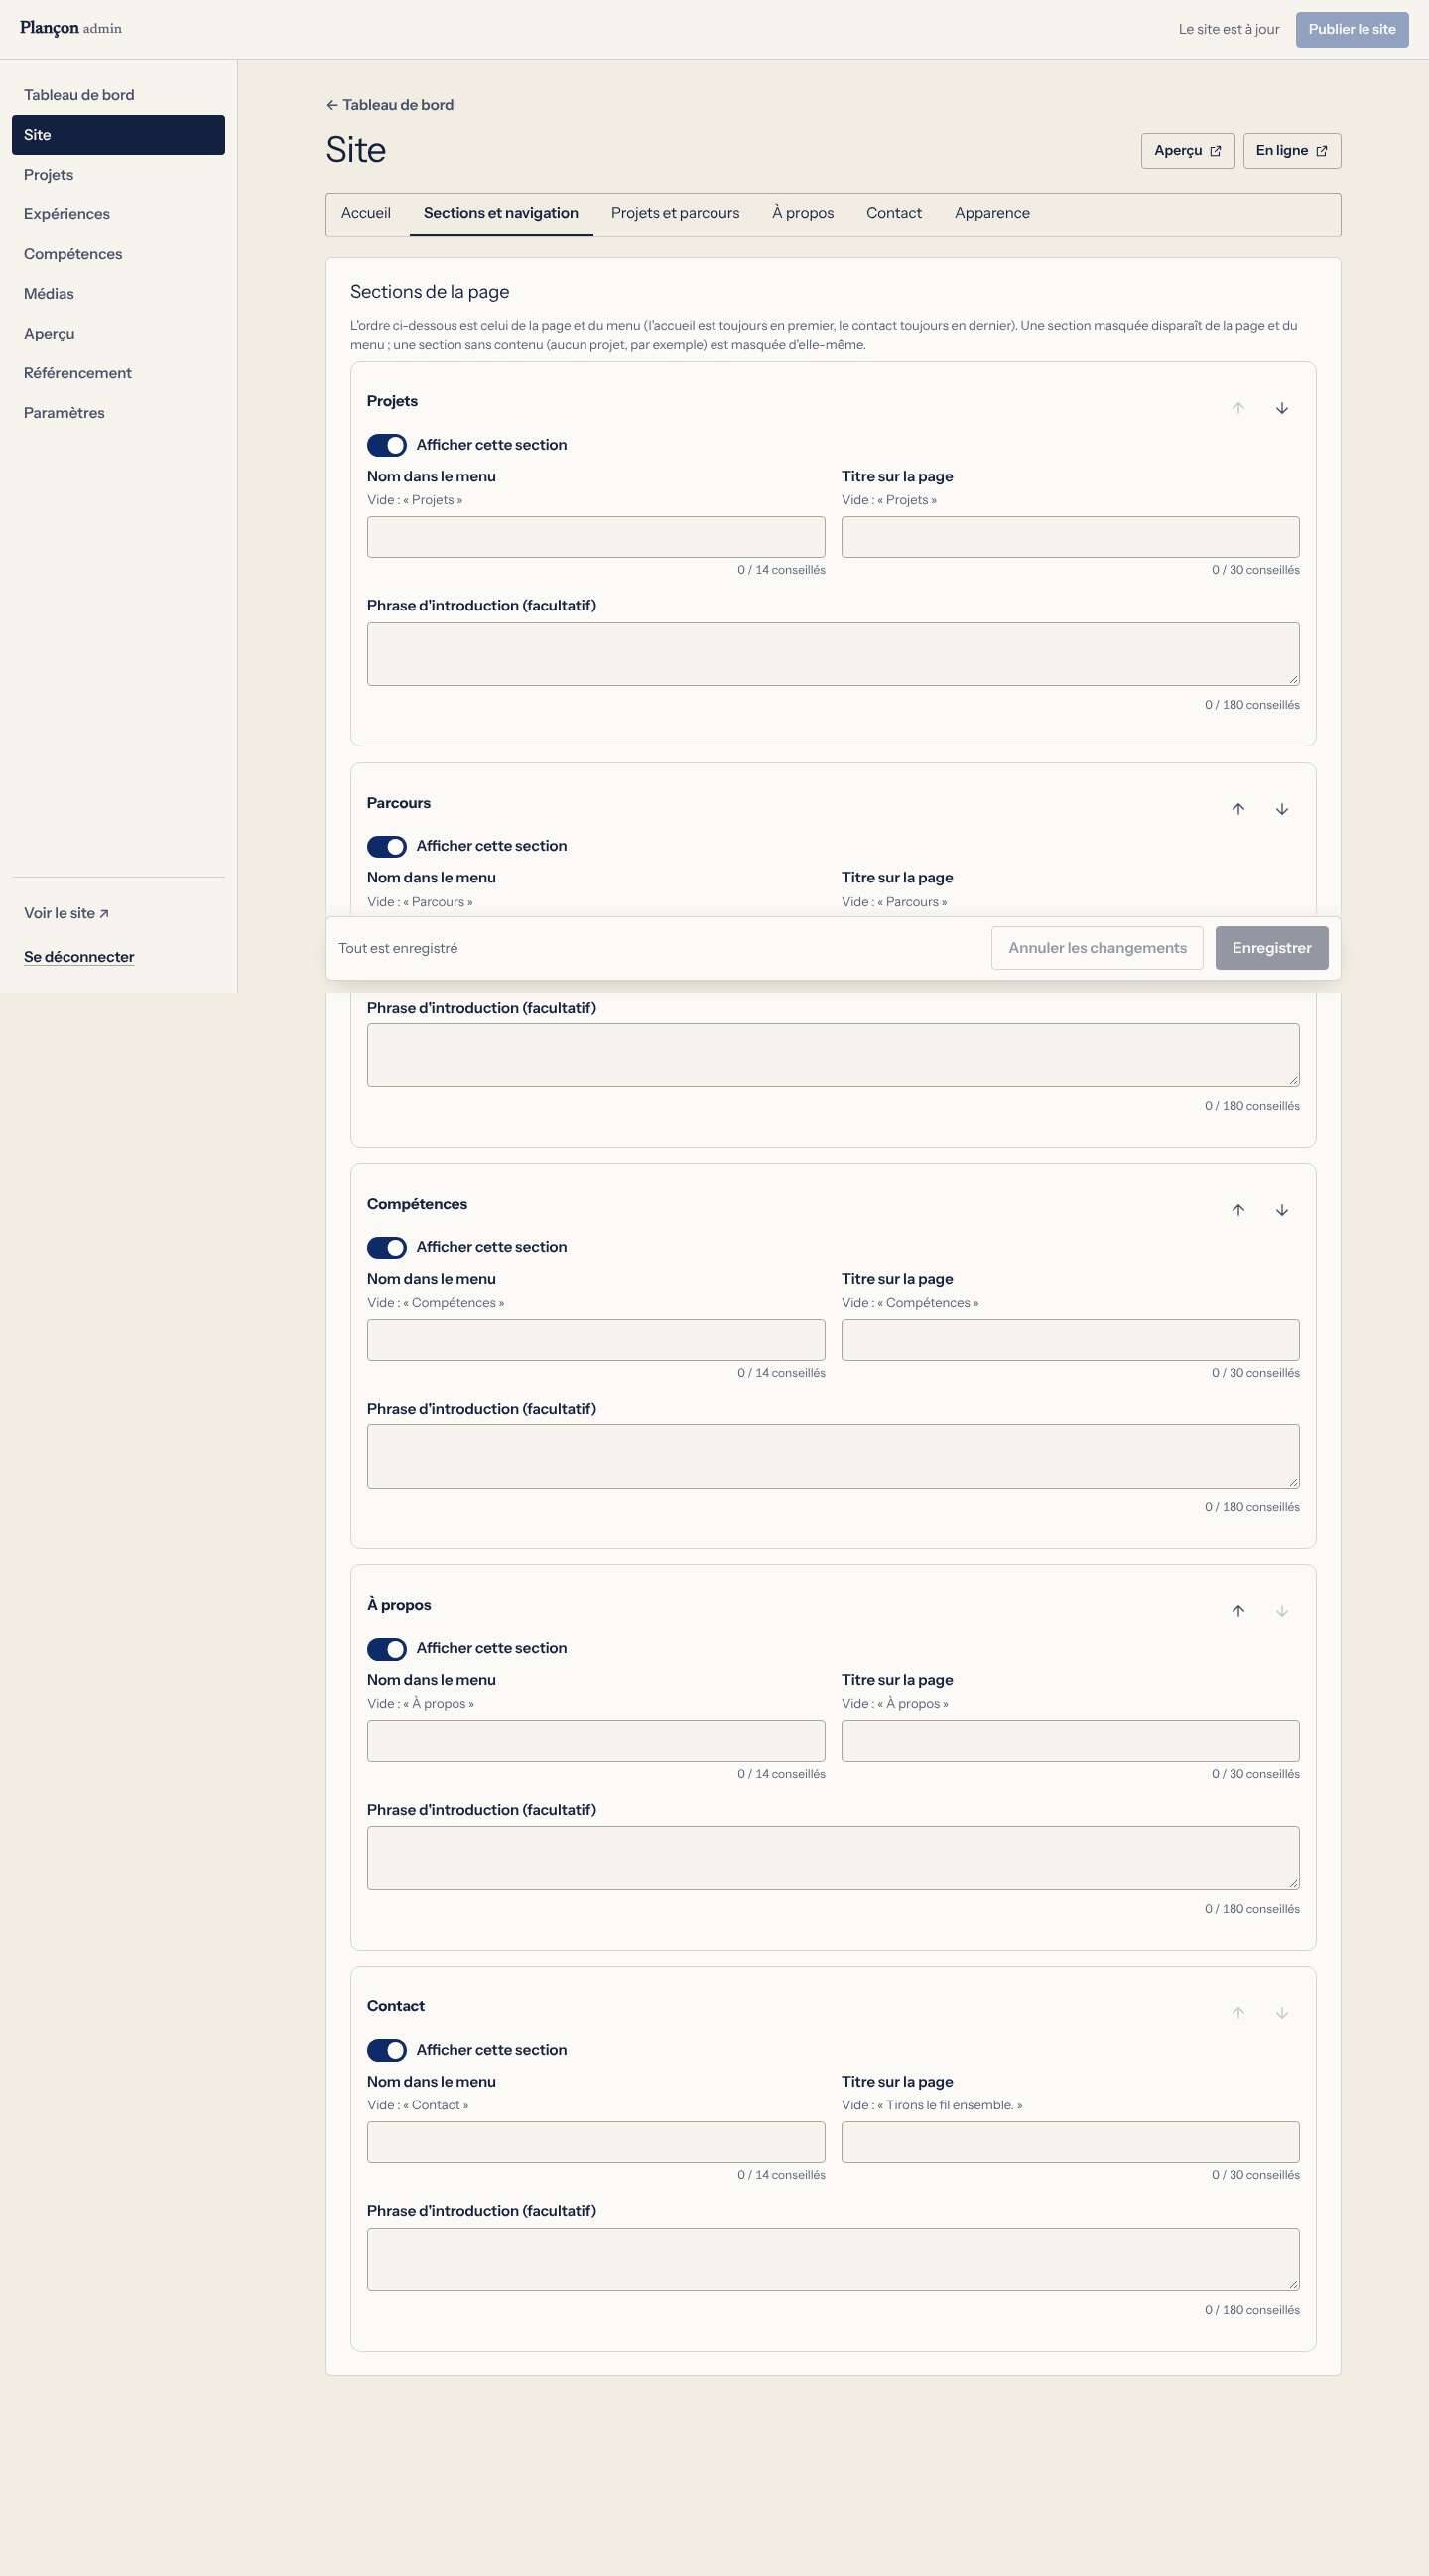 Plançon admin
Le site est à jour
Publier le site
Tableau de bord
Site
Projets
Expériences
Compétences
Médias
Aperçu
Référencement
Paramètres
Voir le site ↗
Se déconnecter
← Tableau de bord
Site
Aperçu
En ligne
Accueil
Sections et navigation
Projets et parcours
À propos
Contact
Apparence
Sections de la page
L'ordre ci-dessous est celui de la page et du menu (l'accueil est toujours en premier, le contact toujours en dernier). Une section masquée disparaît de la page et du
menu ; une section sans contenu (aucun projet, par exemple) est masquée d'elle-même.
Projets
Afficher cette section
Nom dans le menu
Vide : « Projets »
0 / 14 conseillés
Titre sur la page
Vide : « Projets »
0 / 30 conseillés
Phrase d'introduction (facultatif)
0 / 180 conseillés
Parcours
Afficher cette section
Nom dans le menu
Vide : « Parcours »
Titre sur la page
Vide : « Parcours »
Tout est enregistré
Annuler les changements
Enregistrer
Phrase d'introduction (facultatif)
0 / 180 conseillés
Compétences
Afficher cette section
Nom dans le menu
Vide : « Compétences »
0 / 14 conseillés
Titre sur la page
Vide : « Compétences »
0 / 30 conseillés
Phrase d'introduction (facultatif)
0 / 180 conseillés
À propos
Afficher cette section
Nom dans le menu
Vide : « À propos »
0 / 14 conseillés
Titre sur la page
Vide : « À propos »
0 / 30 conseillés
Phrase d'introduction (facultatif)
0 / 180 conseillés
Contact
Afficher cette section
Nom dans le menu
Vide : « Contact »
0 / 14 conseillés
Titre sur la page
Vide : « Tirons le fil ensemble. »
0 / 30 conseillés
Phrase d'introduction (facultatif)
0 / 180 conseillés